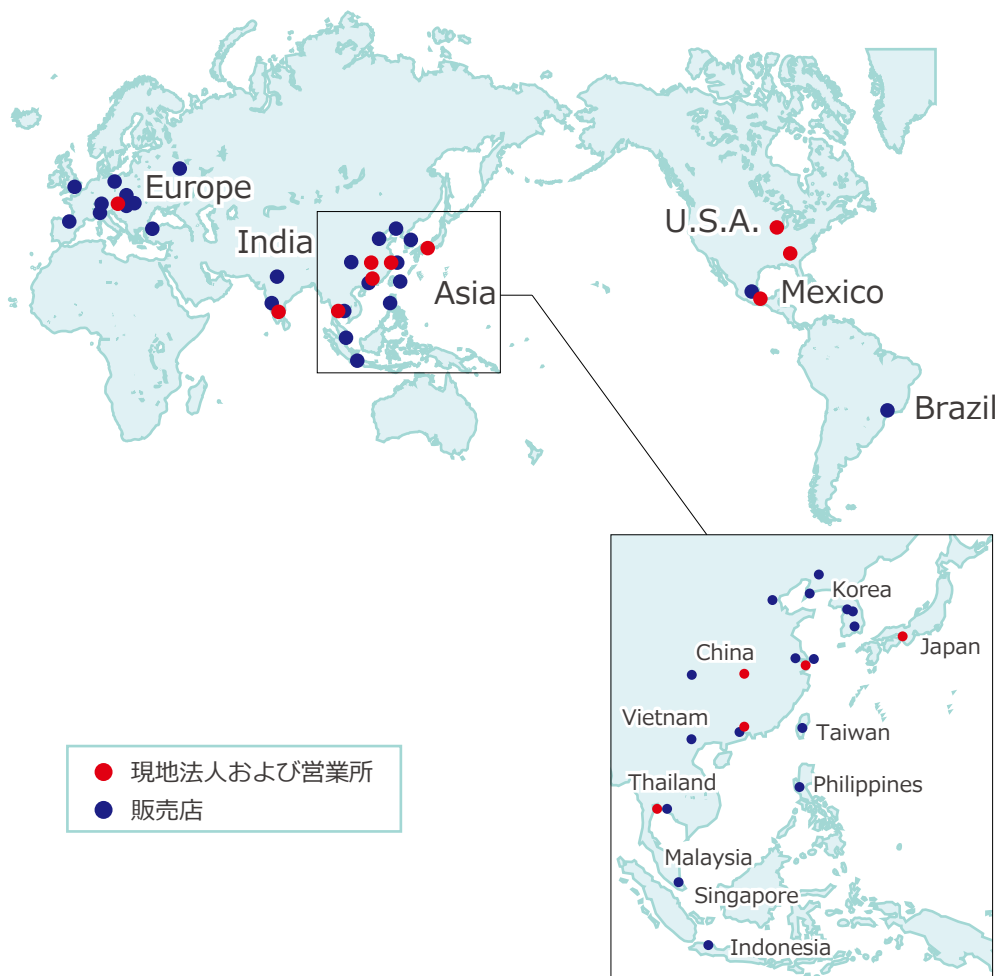 Europe
India
Asia
U.S.A.
Mexico
Brazil
Korea
Japan
China
Vietnam
Taiwan
Thailand
Philippines
Malaysia
Singapore
Indonesia
現地法人および営業所
販売店